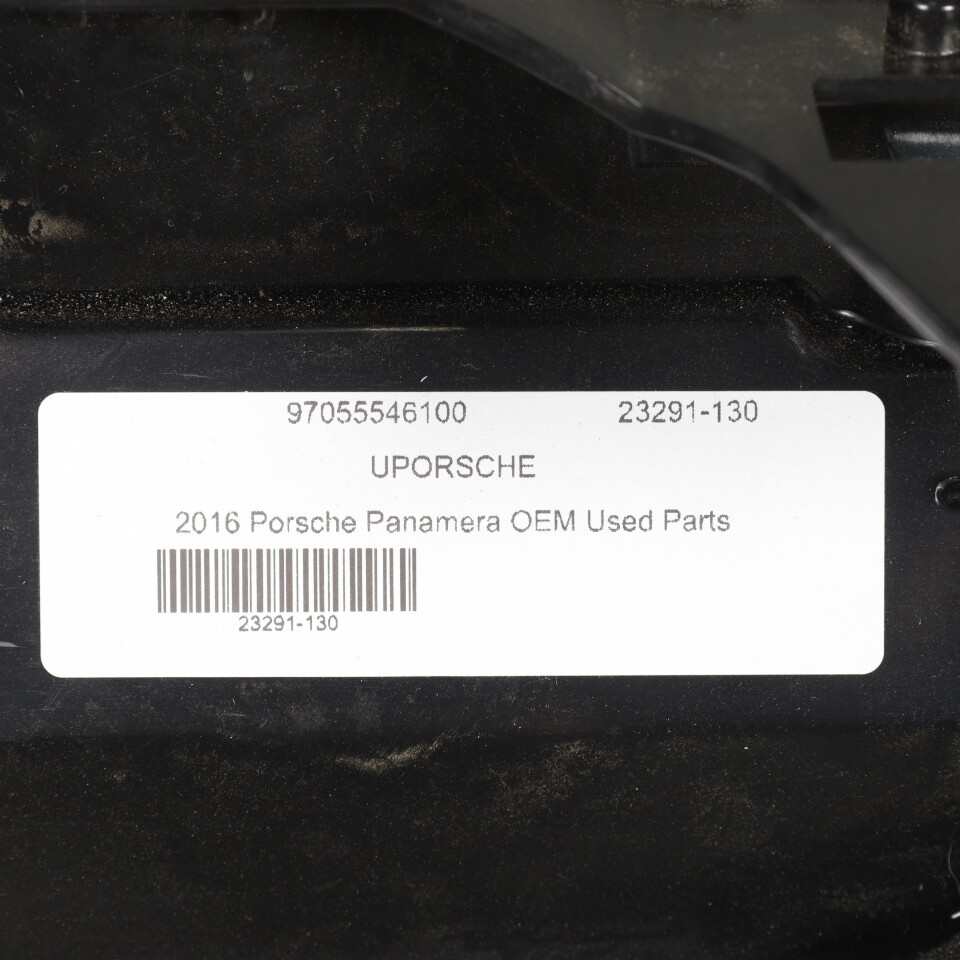 97055546100 23291-130
UPORSCHE
2016 Porsche Panamera OEM Used Parts
23291-130